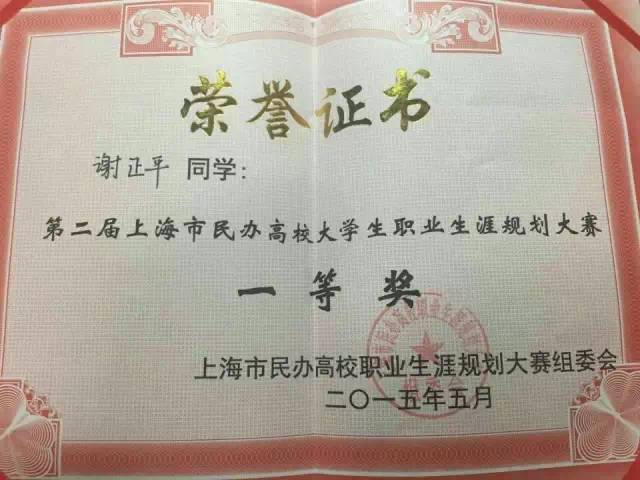 荣誉证书
谢正平 同学:
第二届上海市民办高校大学生职业生涯规划大赛
一等奖
上海市民办高校职业生涯规划大赛组委会
二〇一五年五月